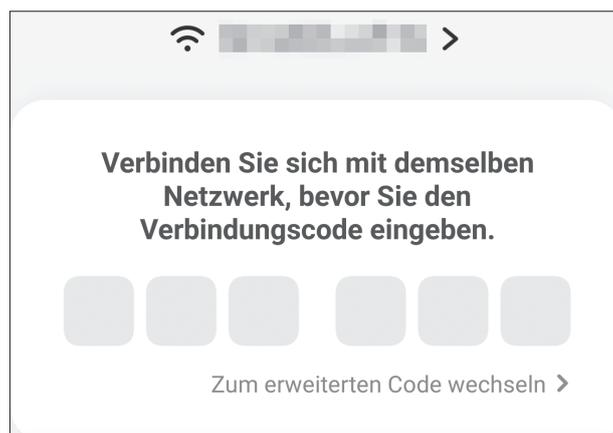 Verbinden Sie sich mit demselben
Netzwerk, bevor Sie den
Verbindungscode eingeben.
Zum erweiterten Code wechseln